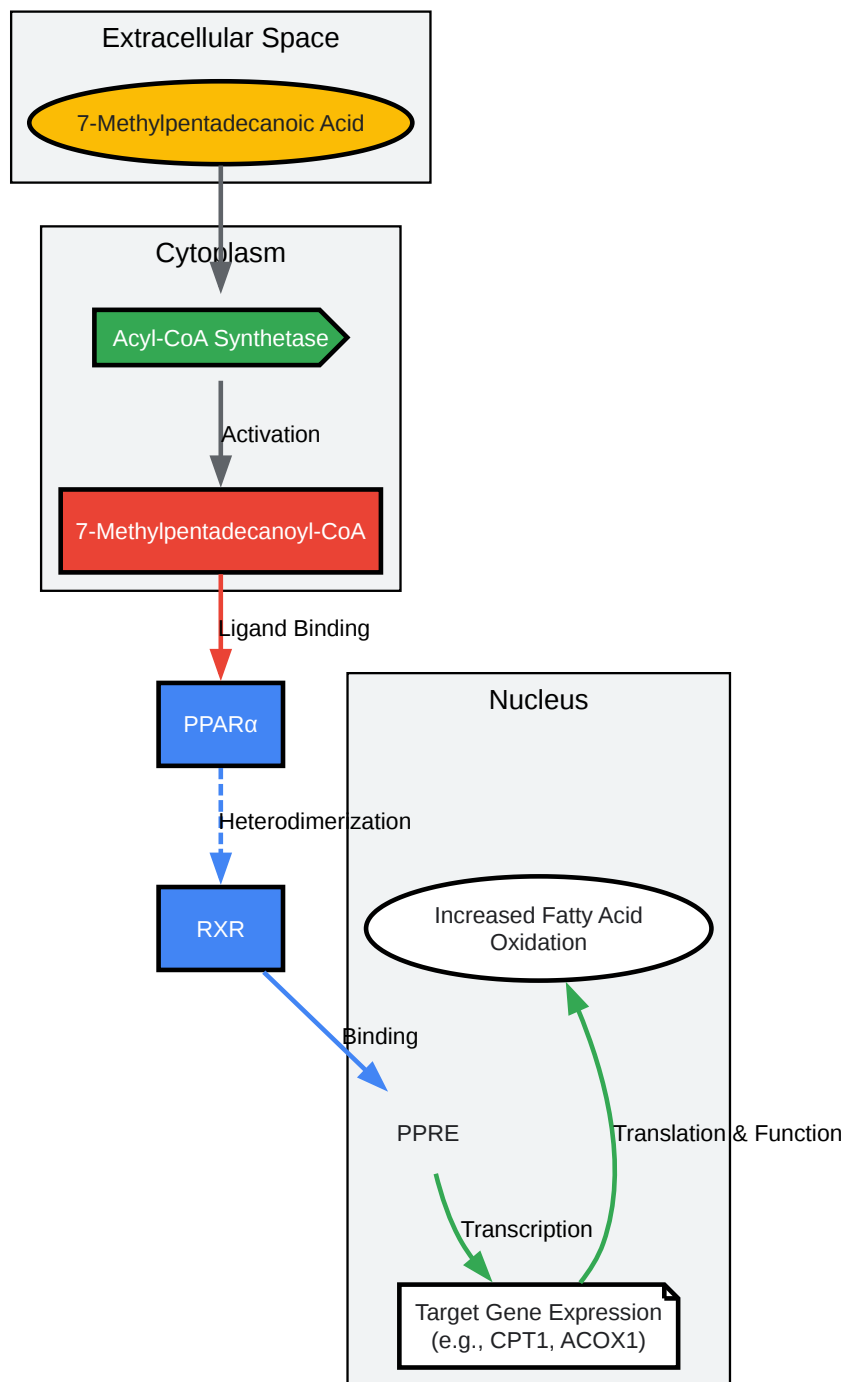 Extracellular Space
7-Methylpentadecanoic Acid
Cytoplasm
Acyl-CoA Synthetase
Activation
7-Methylpentadecanoyl-CoA
Ligand Binding
PPARα
Nucleus
Heterodimerization
RXR
Increased Fatty Acid
Oxidation
Binding
PPRE
Translation & Function
Transcription
Target Gene Expression
(e.g., CPT1, ACOX1)